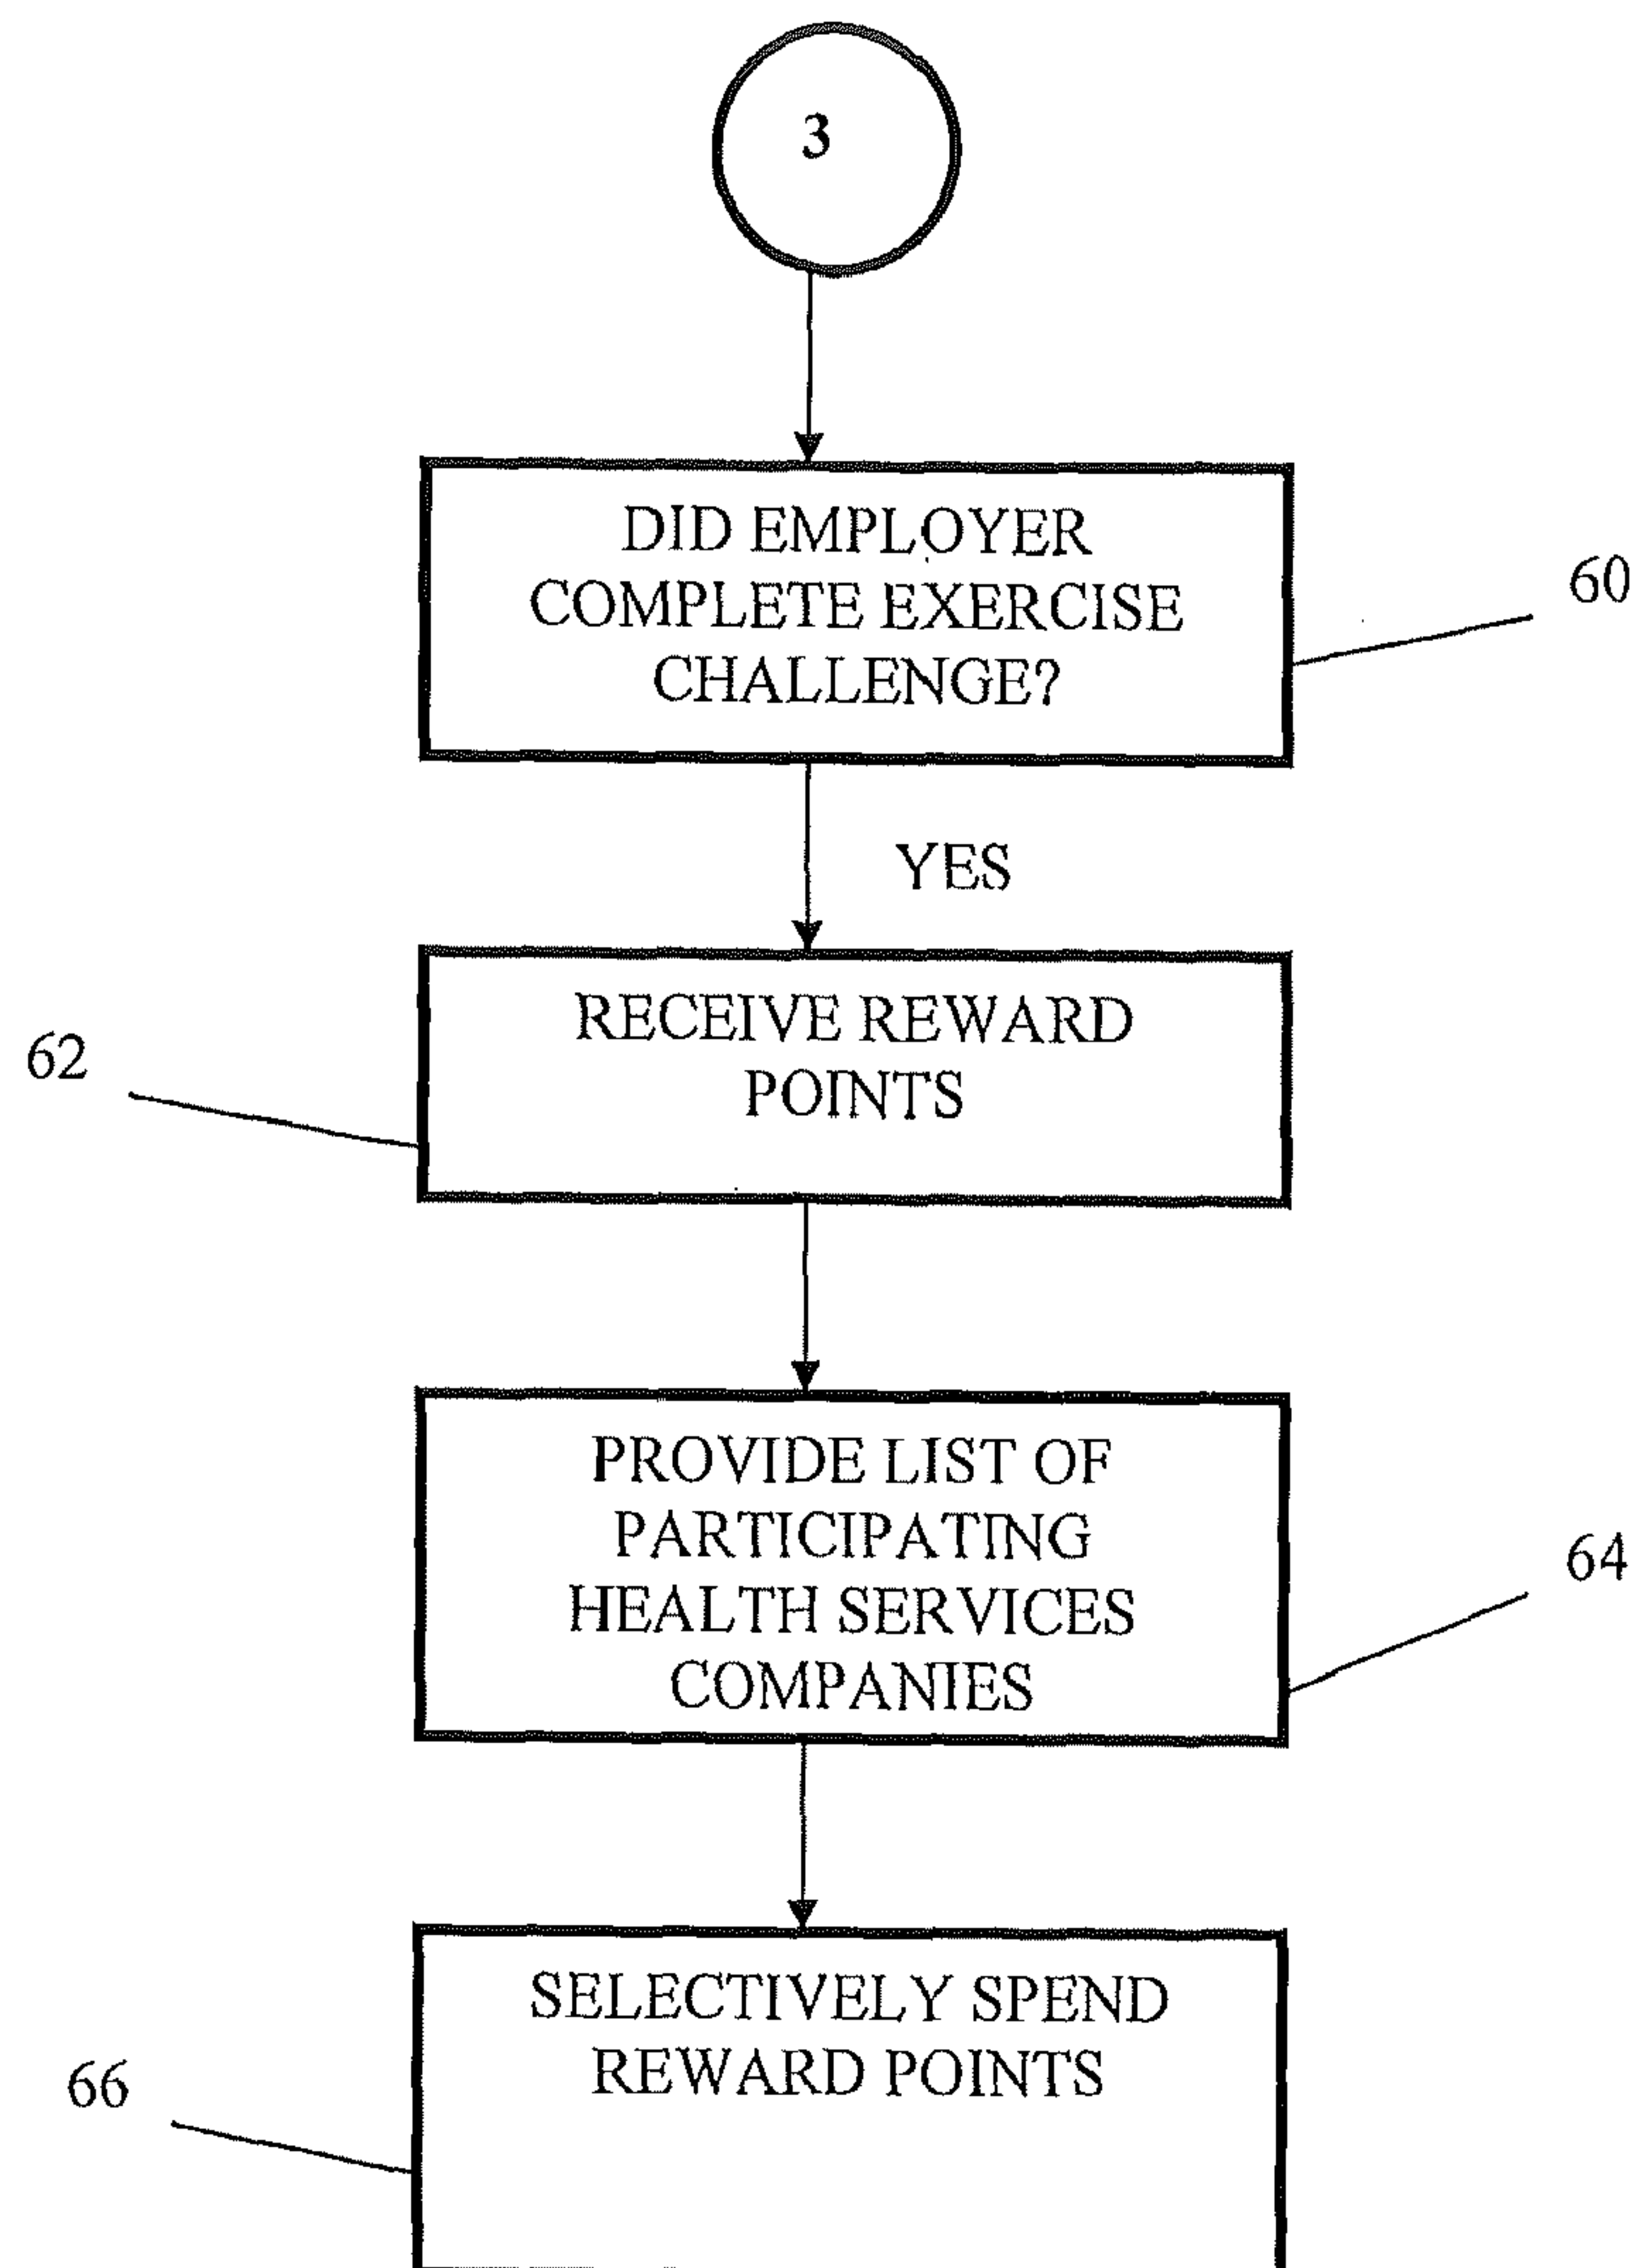 3
DID EMPLOYER
COMPLETE EXERCISE
CHALLENGE?
60
YES
RECEIVE REWARD
POINTS
62
PROVIDE LIST OF
PARTICIPATING
HEALTH SERVICES
COMPANIES
64
SELECTIVELY SPEND
REWARD POINTS
66